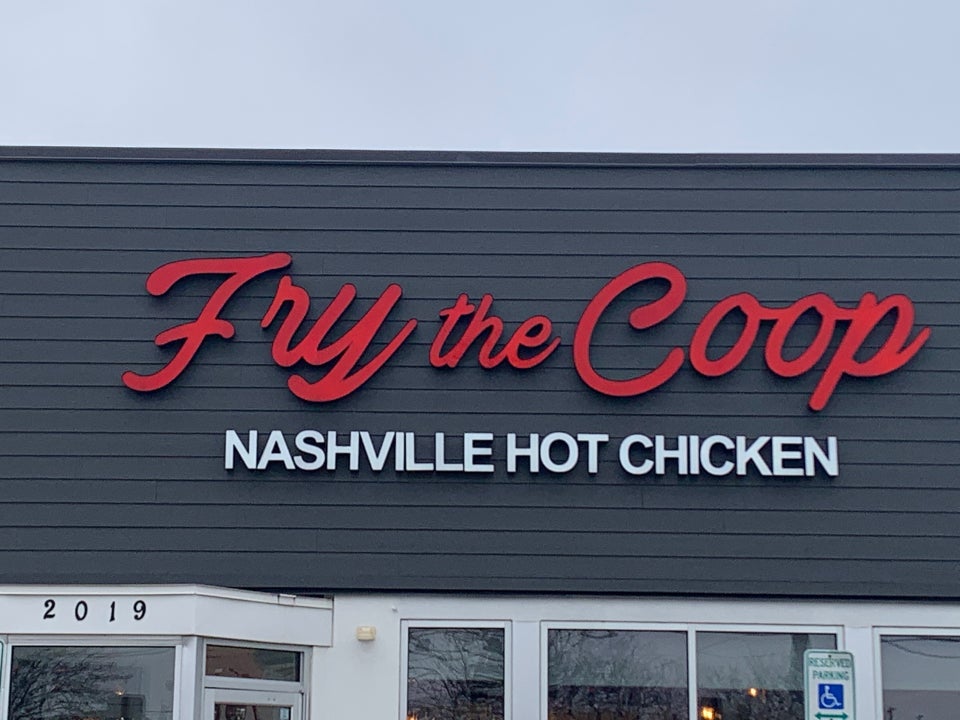 Fry the Coop
NASHVILLE HOT CHICKEN
2019
RESERVED
PARKING